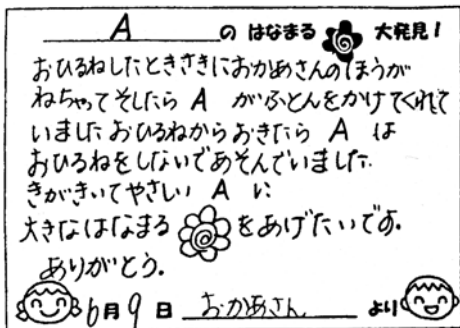 A の はなまる 大発見!
おひるねしたときさきにおかあさんのほうが
ねちゃってそしたら A がふとんをかけてくれて
いました おひるねからおきたら A は
おひるねをしないであそんでいました.
きがきいてやさしい A に
大きなはなまる をあげたいです.
ありがとう.
6月9日 おかあさん より